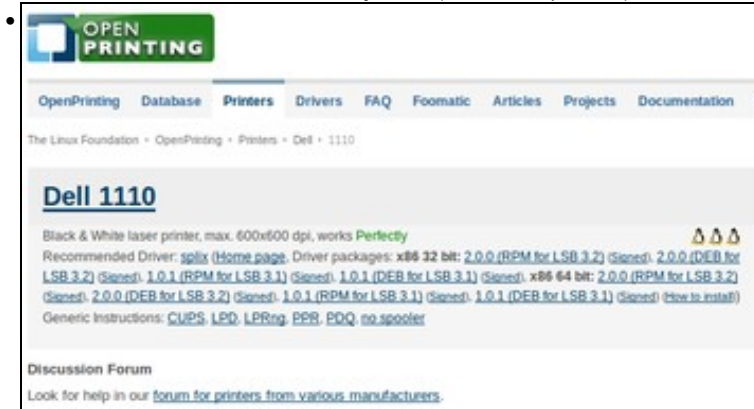 OPEN
PRINTING
OpenPrinting Database Printers Drivers FAQ Foomatic Articles Projects Documentation
The Linux Foundation • OpenPrinting • Printers • Dell • 1110
Dell 1110
Black & White laser printer, max. 600x600 dpi, works Perfectly
Recommended Driver: splix (Home page, Driver packages: x86 32 bit: 2.0.0 (RPM for LSB 3.2) (Signed), 2.0.0 (DEB for
LSB 3.2) (Signed), 1.0.1 (RPM for LSB 3.1) (Signed), 1.0.1 (DEB for LSB 3.1) (Signed), x86 64 bit: 2.0.0 (RPM for LSB 3.2)
(Signed), 2.0.0 (DEB for LSB 3.2) (Signed), 1.0.1 (RPM for LSB 3.1) (Signed), 1.0.1 (DEB for LSB 3.1) (Signed) (How to install))
Generic Instructions: CUPS, LPD, LPRng, PPR, PDQ, no spooler
Discussion Forum
Look for help in our forum for printers from various manufacturers.